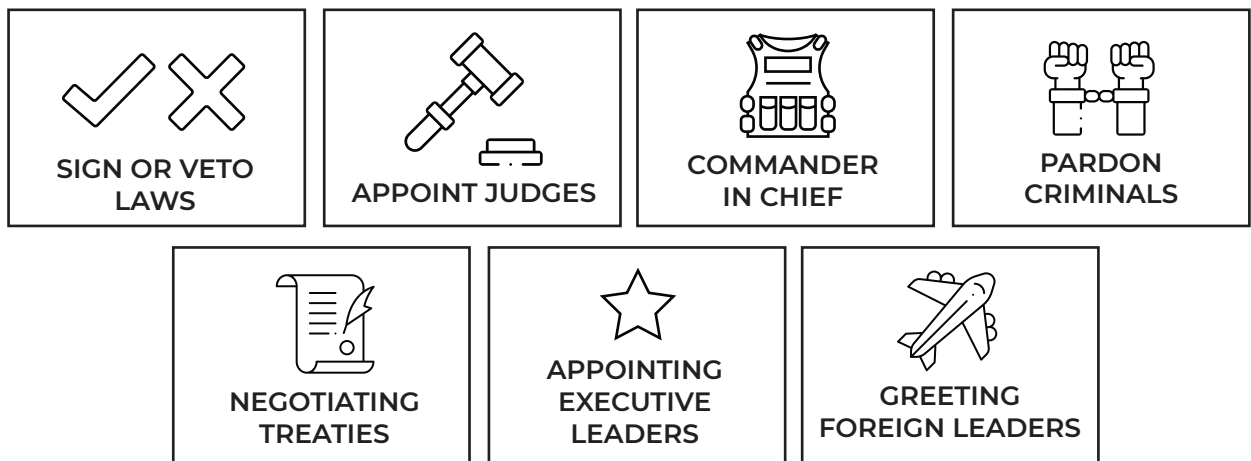 SIGN OR VETO
LAWS
APPOINT JUDGES
COMMANDER
IN CHIEF
PARDON
CRIMINALS
NEGOTIATING
TREATIES
APPOINTING
EXECUTIVE
LEADERS
GREETING
FOREIGN LEADERS